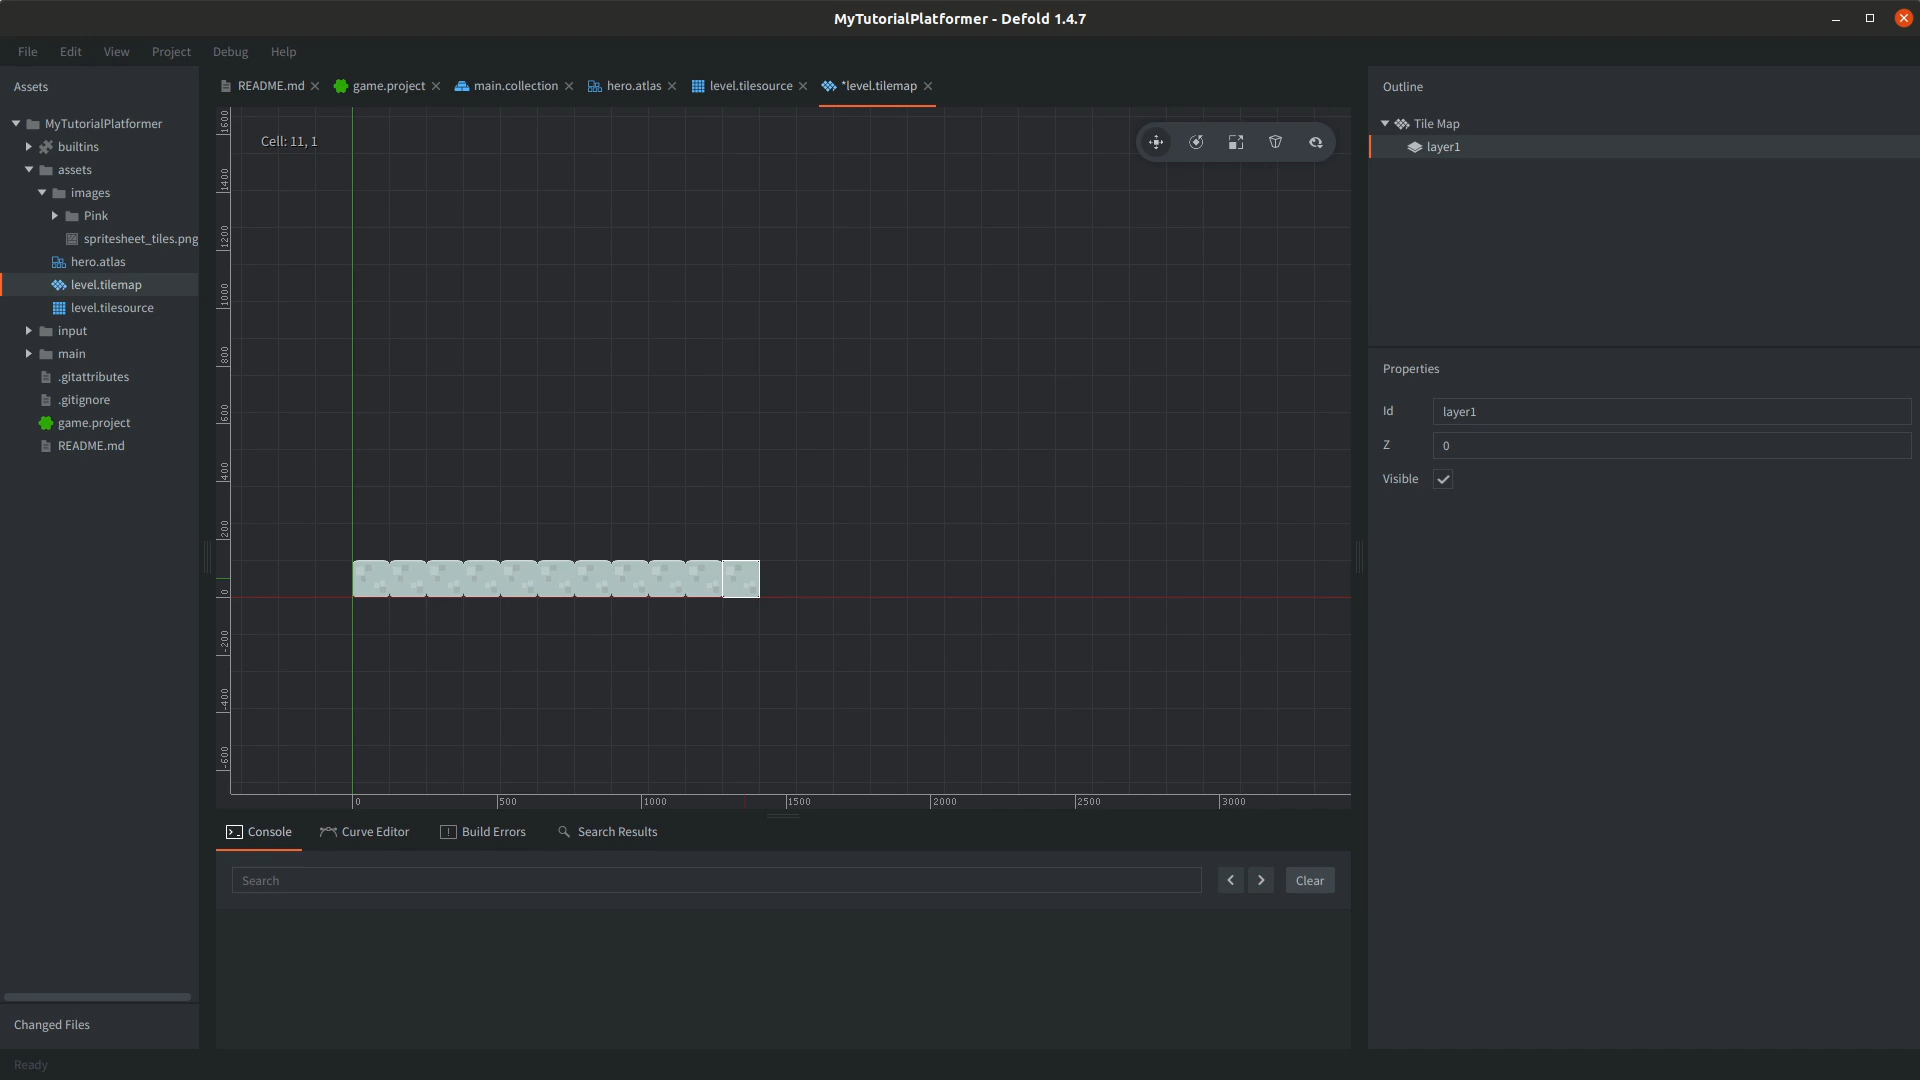 MyTutorialPlatformer - Defold 1.4.7
File Edit View Project Debug Help
Assets
MyTutorialPlatformer
builtins
assets
images
Pink
spritesheet_tiles.png
hero.atlas
level.tilemap
level.tilesource
input
main
.gitattributes
.gitignore
game.project
README.md
Changed Files
Ready
README.md game.project main.collection hero.atlas level.tilesource *level.tilemap
Cell: 11, 1
1600
1400
1200
1000
800
600
400
200
0
-200
-400
-600
0 500 1000 1500 2000 2500 3000
Console Curve Editor Build Errors Search Results
Search
Clear
Outline
Tile Map
layer1
Properties
Id layer1
Z 0
Visible